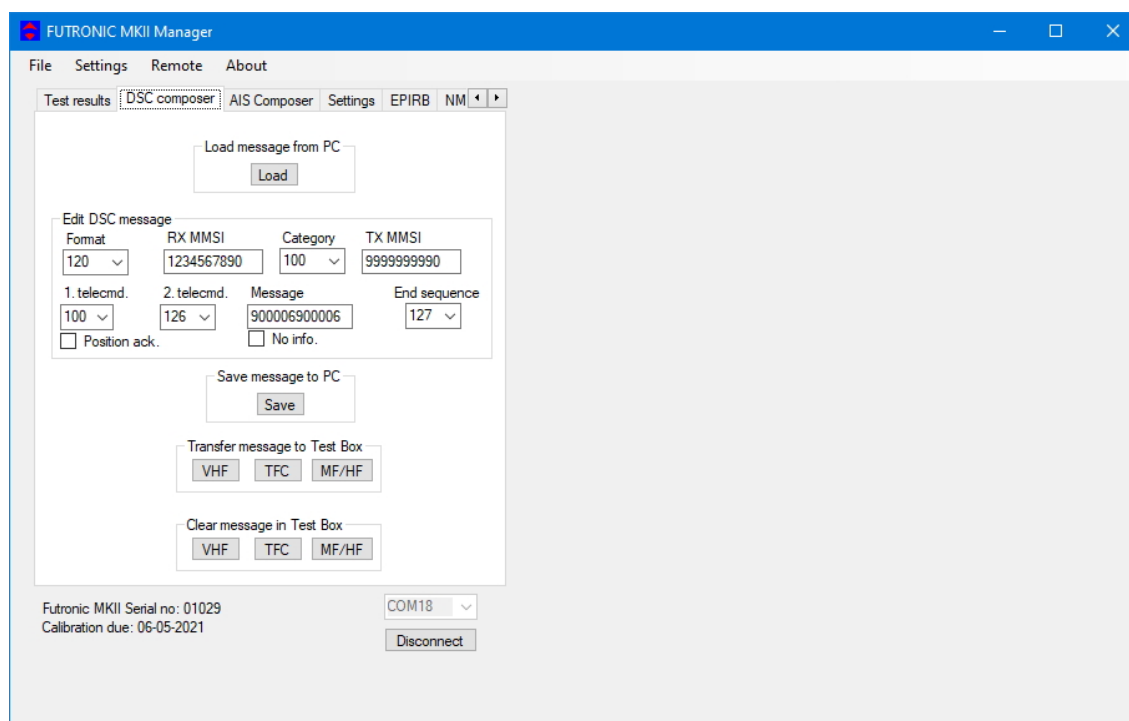 FUTRONIC MKII Manager
File Settings Remote About
Test results DSC composer AIS Composer Settings EPIRB NM
Load message from PC
Load
Edit DSC message
Format RX MMSI Category TX MMSI
120 1234567890 100 9999999990
1. telecmd. 2. telecmd. Message End sequence
100 126 900006900006 127
Position ack. No info.
Save message to PC
Save
Transfer message to Test Box
VHF TFC MF/HF
Clear message in Test Box
VHF TFC MF/HF
Futronic MKII Serial no: 01029 COM18
Calibration due: 06-05-2021
Disconnect